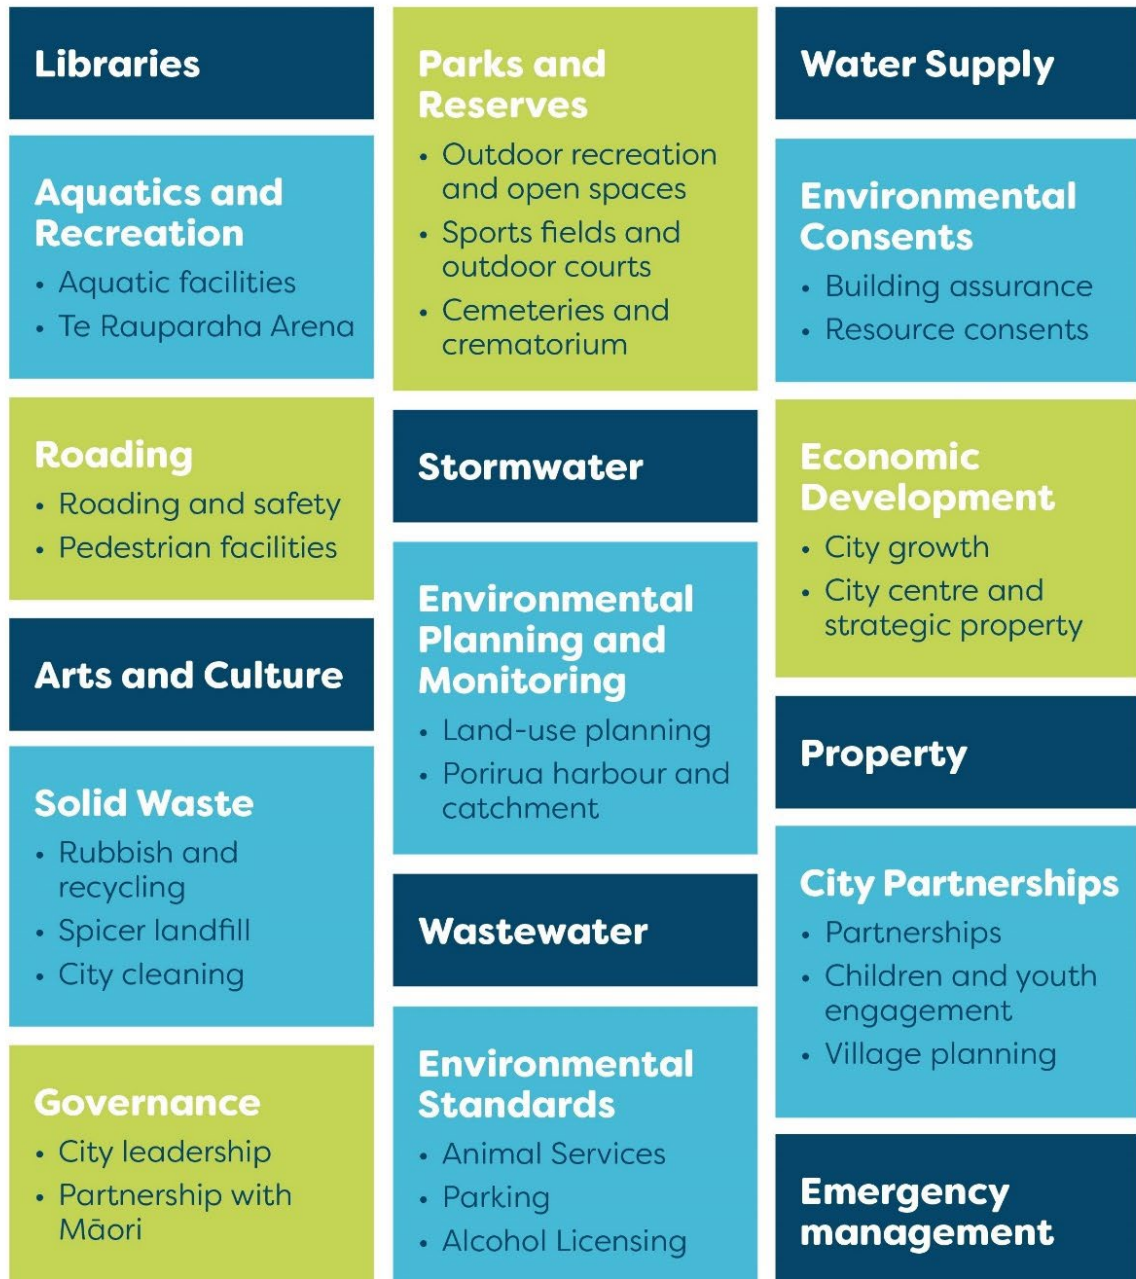 Libraries
Aquatics and
Recreation
• Aquatic facilities
• Te Rauparaha Arena
Roading
• Roading and safety
• Pedestrian facilities
Arts and Culture
Solid Waste
• Rubbish and
recycling
• Spicer landfill
• City cleaning
Governance
• City leadership
• Partnership with
Māori
Parks and
Reserves
• Outdoor recreation
and open spaces
• Sports fields and
outdoor courts
• Cemeteries and
crematorium
Stormwater
Environmental
Planning and
Monitoring
• Land-use planning
• Porirua harbour and
catchment
Wastewater
Environmental
Standards
• Animal Services
• Parking
• Alcohol Licensing
Water Supply
Environmental
Consents
• Building assurance
• Resource consents
Economic
Development
• City growth
• City centre and
strategic property
Property
City Partnerships
• Partnerships
• Children and youth
engagement
• Village planning
Emergency
management